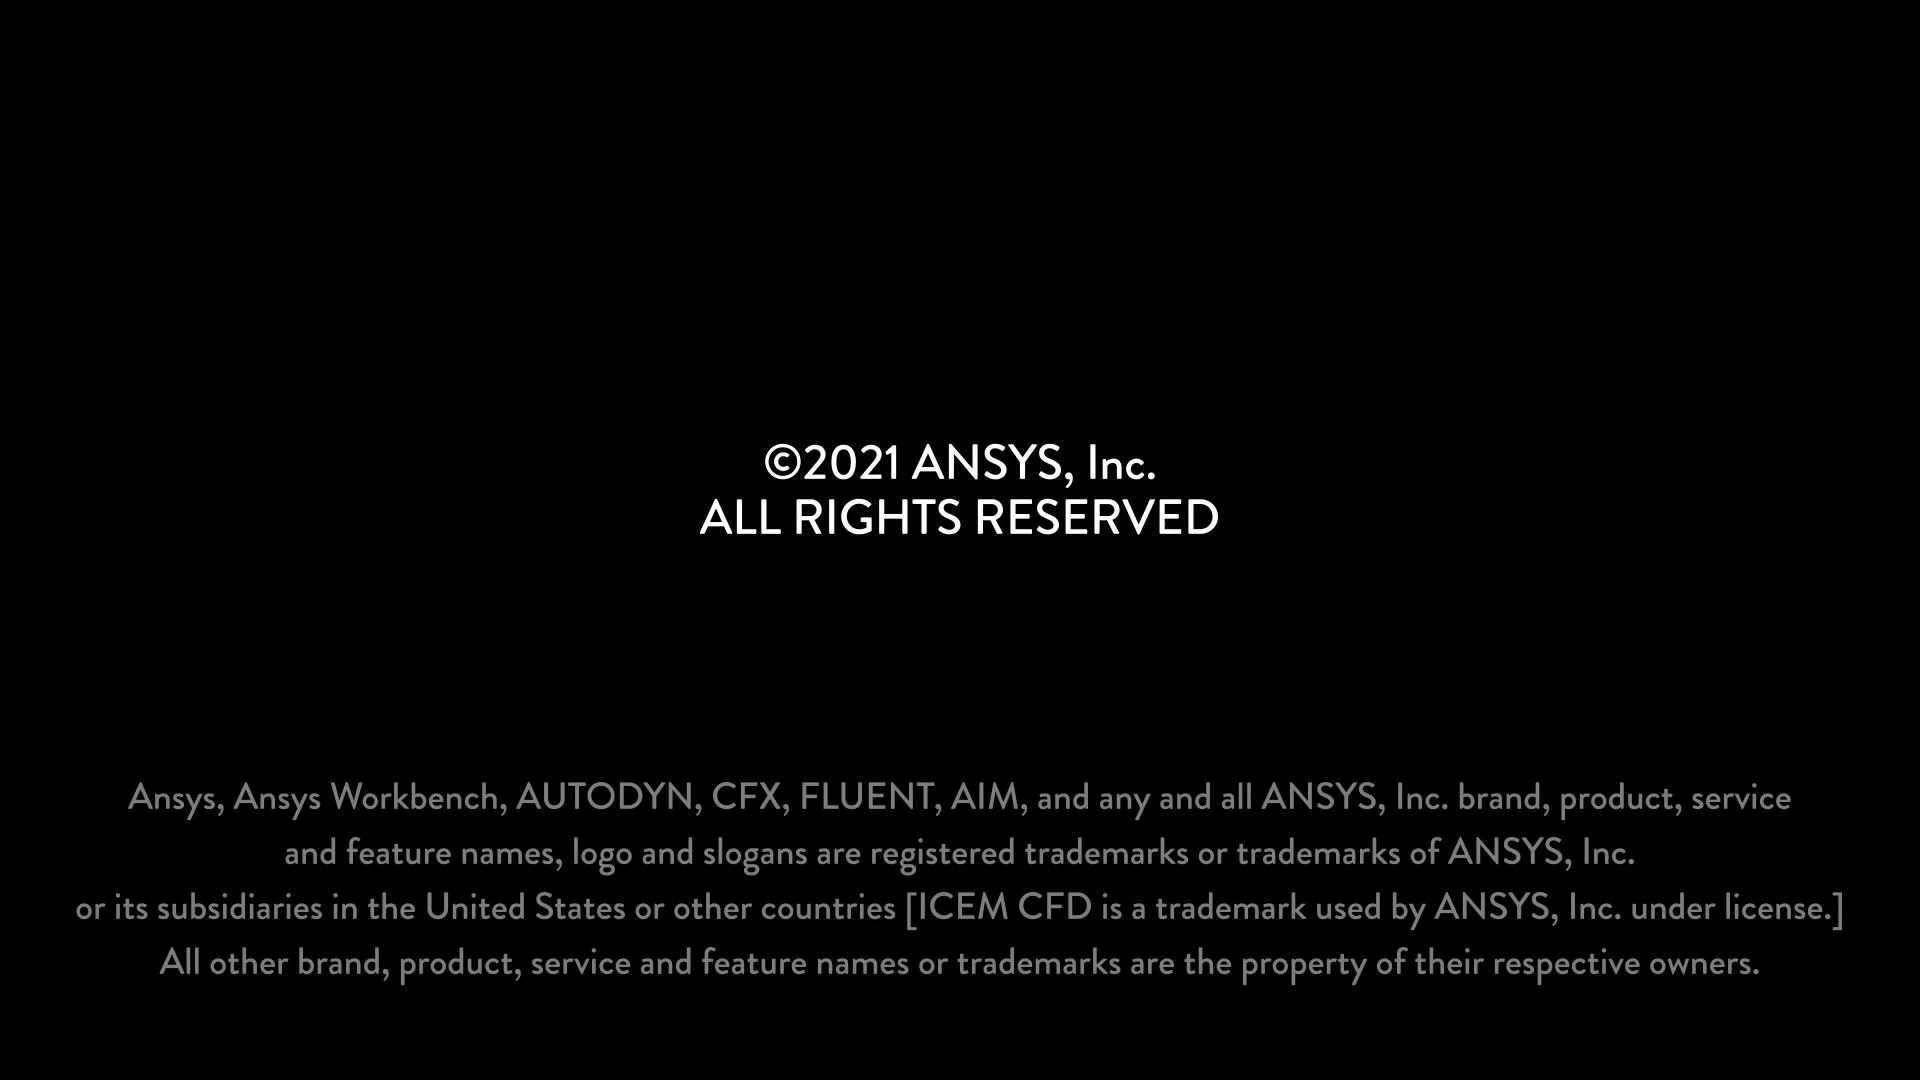 ©2021 ANSYS, Inc.
ALL RIGHTS RESERVED
Ansys, Ansys Workbench, AUTODYN, CFX, FLUENT, AIM, and any and all ANSYS, Inc. brand, product, service
and feature names, logo and slogans are registered trademarks or trademarks of ANSYS, Inc.
or its subsidiaries in the United States or other countries [ICEM CFD is a trademark used by ANSYS, Inc. under license.]
All other brand, product, service and feature names or trademarks are the property of their respective owners.